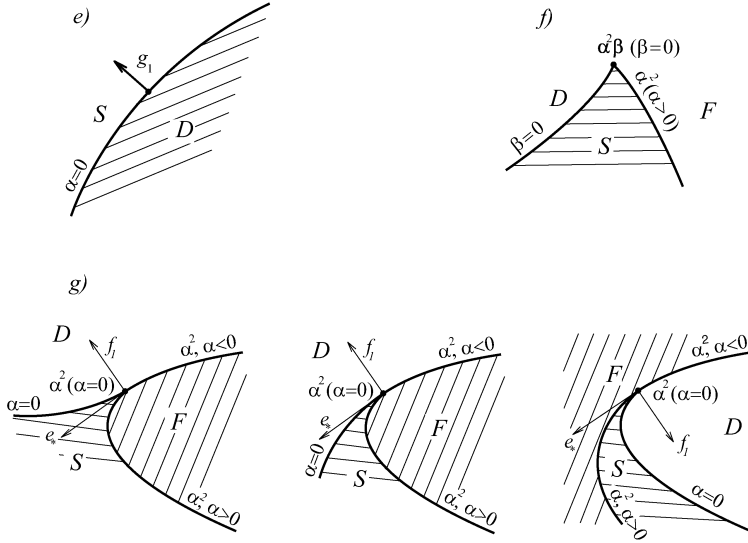 e)
g₁
S
D
α=0
f)
α²β (β=0)
D
α²(α>0)
F
β=0
S
g)
D
f₁
α², α<0
α²(α=0)
α=0
F
e*
S
α², α>0
D
f₁
α², α<0
α²(α=0)
e*
F
α=0
S
α², α>0
α², α<0
F
α²(α=0)
e*
f₁
D
S
α=0
α, α²>0